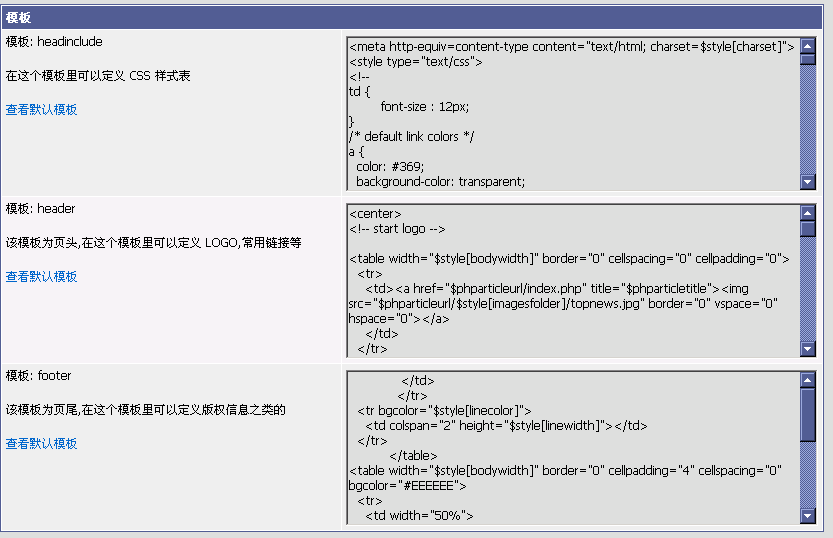 模板
模板: headinclude
在这个模板里可以定义 CSS 样式表
查看默认模板
<meta http-equiv=content-type content="text/html; charset=$style[charset]">
<style type="text/css">
<!--
td {
font-size : 12px;
}
/* default link colors */
a {
color: #369;
background-color: transparent;
模板: header
该模板为页头,在这个模板里可以定义 LOGO,常用链接等
查看默认模板
<center>
<!-- start logo -->
<table width="$style[bodywidth]" border="0" cellspacing="0" cellpadding="0">
<tr>
<td><a href="$phparticleurl/index.php" title="$phparticletitle"><img
src="$phparticleurl/$style[imagesfolder]/topnews.jpg" border="0" vspace="0"
hspace="0"></a>
</td>
</tr>
模板: footer
该模板为页尾,在这个模板里可以定义版权信息之类的
查看默认模板
</td>
</tr>
<tr bgcolor="$style[linecolor]">
<td colspan="2" height="$style[linewidth]"></td>
</tr>
</table>
<table width="$style[bodywidth]" border="0" cellpadding="4" cellspacing="0"
bgcolor="#EEEEEE">
<tr>
<td width="50%">